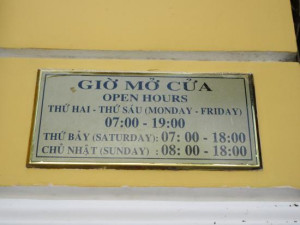 GIỜ MỞ CỬA
OPEN HOURS
THỨ HAI - THỨ SÁU (MONDAY - FRIDAY)
07:00 - 19:00
THỨ BẢY (SATURDAY): 07: 00 - 18:00
CHỦ NHẬT (SUNDAY) : 08: 00 - 18:00